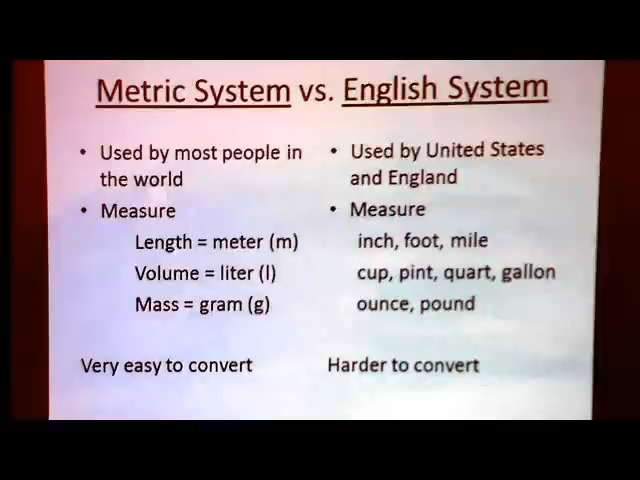 Metric System vs. English System
• Used by most people in
the world
• Measure
Length = meter (m)
Volume = liter (l)
Mass = gram (g)
Very easy to convert
• Used by United States
and England
• Measure
inch, foot, mile
cup, pint, quart, gallon
ounce, pound
Harder to convert